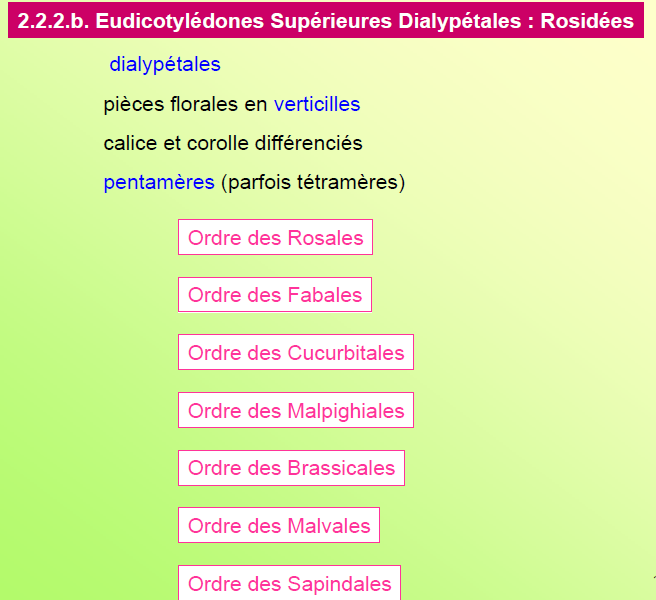 2.2.2.b. Eudicotylédones Supérieures Dialypétales : Rosidées
dialypétales
pièces florales en verticilles
calice et corolle différenciés
pentamères (parfois tétramères)
Ordre des Rosales
Ordre des Fabales
Ordre des Cucurbitales
Ordre des Malpighiales
Ordre des Brassicales
Ordre des Malvales
Ordre des Sapindales